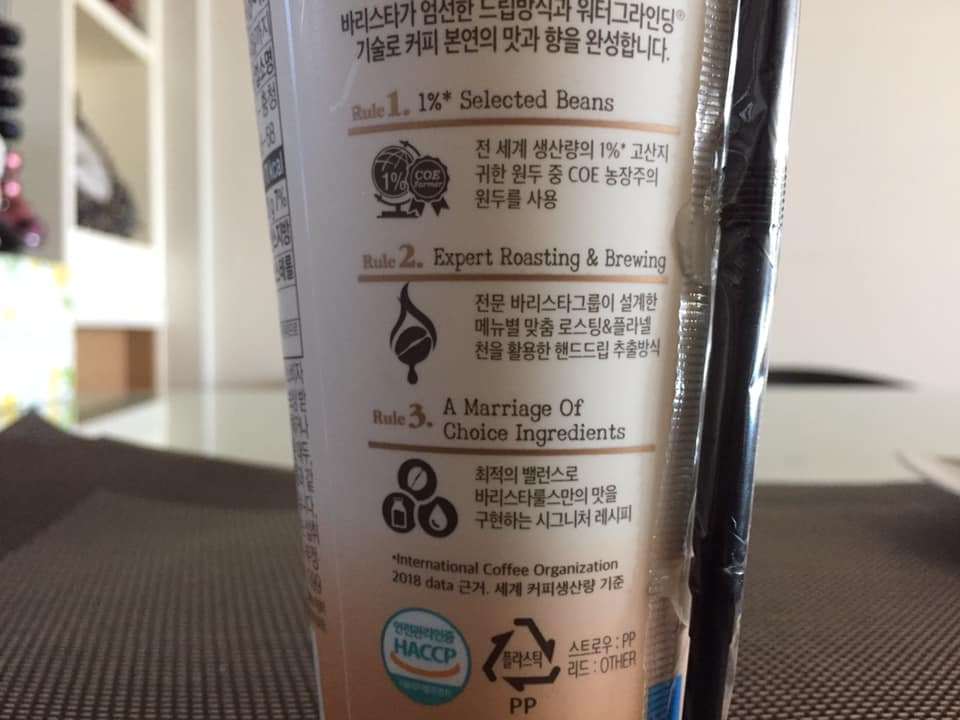 바리스타가 엄선한 드립방식과 워터그라인딩®
기술로 커피 본연의 맛과 향을 완성합니다.
Rule 1. 1%* Selected Beans
1%
COE
Farmer
전 세계 생산량의 1%* 고산지
귀한 원두 중 COE 농장주의
원두를 사용
Rule 2. Expert Roasting & Brewing
전문 바리스타그룹이 설계한
메뉴별 맞춤 로스팅&플라넬
천을 활용한 핸드드립 추출방식
Rule 3. A Marriage Of
Choice Ingredients
최적의 밸런스로
바리스타룰스만의 맛을
구현하는 시그니처 레시피
*International Coffee Organization
2018 data 근거. 세계 커피생산량 기준
안전관리인증
HACCP
플라스틱
PP
스트로우 : PP
리드 : OTHER